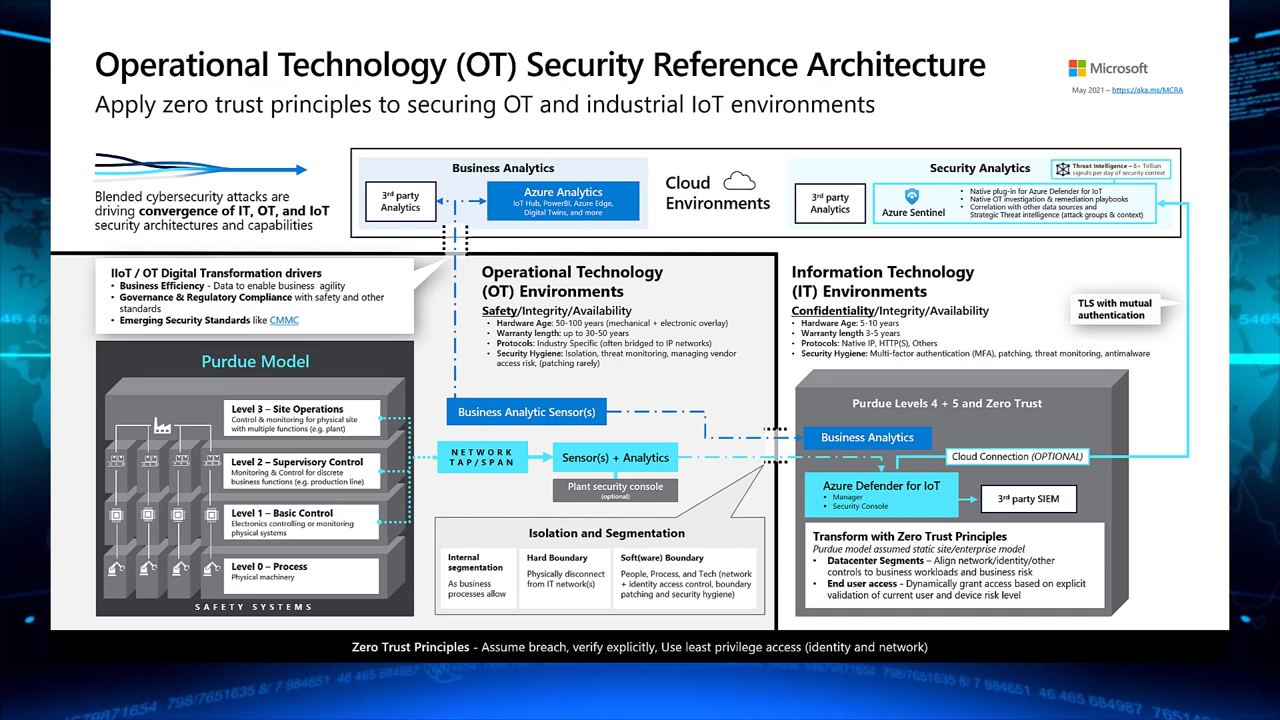 Operational Technology (OT) Security Reference Architecture
Apply zero trust principles to securing OT and industrial IoT environments
Microsoft
May 2021 – https://aka.ms/MCRA
Blended cybersecurity attacks are
driving convergence of IT, OT, and IoT
security architectures and capabilities
Business Analytics
3rd party
Analytics
Azure Analytics
IoT Hub, PowerBI, Azure Edge,
Digital Twins, and more
Cloud
Environments
Security Analytics
Threat Intelligence – 8+ Trillion
signals per day of security context
3rd party
Analytics
Azure Sentinel
• Native plug-in for Azure Defender for IoT
• Native OT investigation & remediation playbooks
• Correlation with other data sources and
Strategic Threat intelligence (attack groups & context)
IIoT / OT Digital Transformation drivers
• Business Efficiency - Data to enable business agility
• Governance & Regulatory Compliance with safety and other
standards
• Emerging Security Standards like CMMC
Operational Technology
(OT) Environments
Safety/Integrity/Availability
• Hardware Age: 50-100 years (mechanical + electronic overlay)
• Warranty length: up to 30-50 years
• Protocols: Industry Specific (often bridged to IP networks)
• Security Hygiene: Isolation, threat monitoring, managing vendor
access risk, (patching rarely)
Information Technology
(IT) Environments
Confidentiality/Integrity/Availability
• Hardware Age: 5-10 years
• Warranty length 3-5 years
• Protocols: Native IP, HTTP(S), Others
• Security Hygiene: Multi-factor authentication (MFA), patching, threat monitoring, antimalware
TLS with mutual
authentication
Purdue Model
Level 3 – Site Operations
Control & monitoring for physical site
with multiple functions (e.g. plant)
Level 2 – Supervisory Control
Monitoring & Control for discrete
business functions (e.g. production line)
Level 1 – Basic Control
Electronics controlling or monitoring
physical systems
Level 0 – Process
Physical machinery
SAFETY SYSTEMS
Business Analytic Sensor(s)
NETWORK
TAP/SPAN
Sensor(s) + Analytics
Plant security console
(optional)
Isolation and Segmentation
Internal
segmentation
As business
processes allow
Hard Boundary
Physically disconnect
from IT network(s)
Soft(ware) Boundary
People, Process, and Tech (network
+ identity access control, boundary
patching and security hygiene)
Purdue Levels 4 + 5 and Zero Trust
Business Analytics
Cloud Connection (OPTIONAL)
Azure Defender for IoT
• Manager
• Security Console
3rd party SIEM
Transform with Zero Trust Principles
Purdue model assumed static site/enterprise model
• Datacenter Segments – Align network/identity/other
controls to business workloads and business risk
• End user access - Dynamically grant access based on explicit
validation of current user and device risk level
Zero Trust Principles - Assume breach, verify explicitly, Use least privilege access (identity and network)